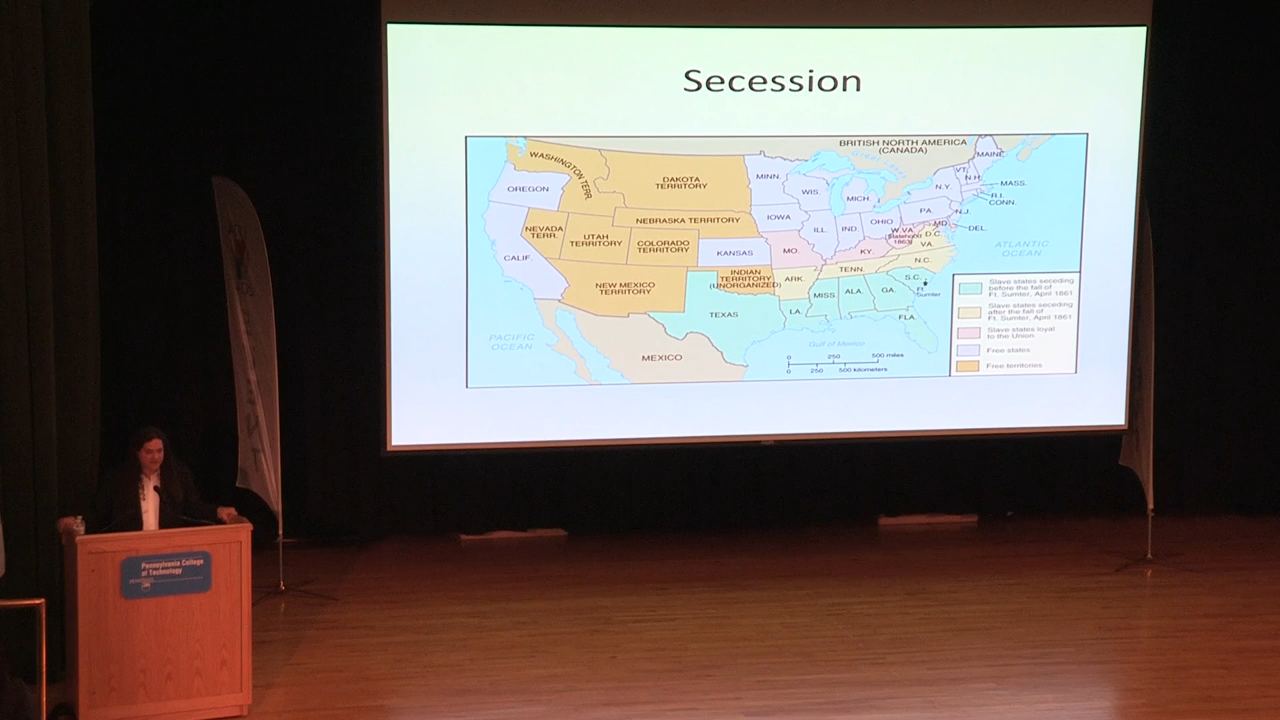 Secession
BRITISH NORTH AMERICA
(CANADA)
Great Lakes
WASHINGTON TERR.
DAKOTA
TERRITORY
MINN.
MAINE
VT.
N.H.
OREGON
WIS.
MICH.
N.Y.
MASS.
R.I.
CONN.
NEBRASKA TERRITORY
IOWA
PA.
N.J.
NEVADA
TERR.
UTAH
TERRITORY
COLORADO
TERRITORY
ILL.
IND.
OHIO
W.VA.
(Statehood
1863)
MD.
D.C.
DEL.
CALIF.
KANSAS
MO.
KY.
VA.
ATLANTIC
OCEAN
NEW MEXICO
TERRITORY
INDIAN
TERRITORY
(UNORGANIZED)
ARK.
TENN.
N.C.
S.C.
Ft.
Sumter
TEXAS
LA.
MISS.
ALA.
GA.
FLA.
PACIFIC
OCEAN
MEXICO
Gulf of Mexico
0 250 500 miles
0 250 500 kilometers
Slave states seceding
before the fall of
Ft. Sumter, April 1861
Slave states seceding
after the fall of
Ft. Sumter, April 1861
Slave states loyal
to the Union
Free states
Free territories
Pennsylvania College
of Technology